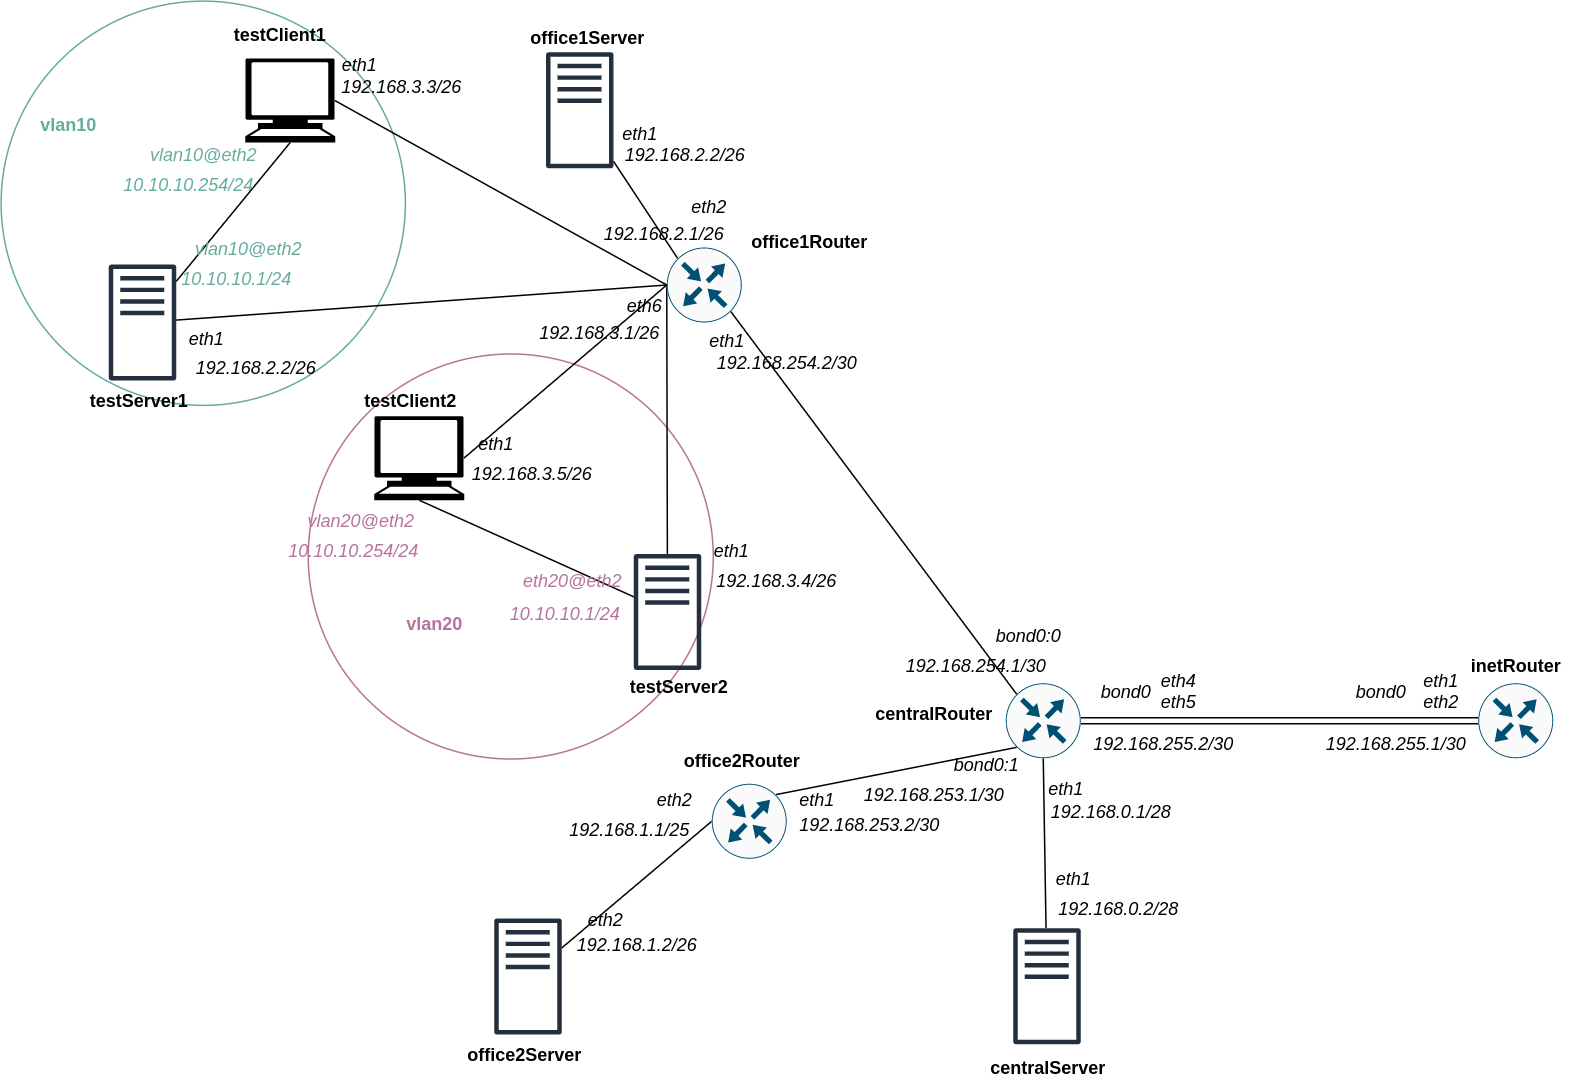 testClient1
eth1
192.168.3.3/26
vlan10
vlan10@eth2
10.10.10.254/24
vlan10@eth2
10.10.10.1/24
eth1
192.168.2.2/26
testServer1
office1Server
eth1
192.168.2.2/26
eth2
192.168.2.1/26
office1Router
eth6
192.168.3.1/26
eth1
192.168.254.2/30
testClient2
eth1
192.168.3.5/26
vlan20@eth2
10.10.10.254/24
eth20@eth2
10.10.10.1/24
vlan20
eth1
192.168.3.4/26
testServer2
bond0:0
192.168.254.1/30
centralRouter
bond0
eth4
eth5
192.168.255.2/30
inetRouter
bond0
eth1
eth2
192.168.255.1/30
bond0:1
192.168.253.1/30
office2Router
eth2
192.168.1.1/25
eth1
192.168.253.2/30
eth1
192.168.0.1/28
eth1
192.168.0.2/28
eth2
192.168.1.2/26
office2Server
centralServer